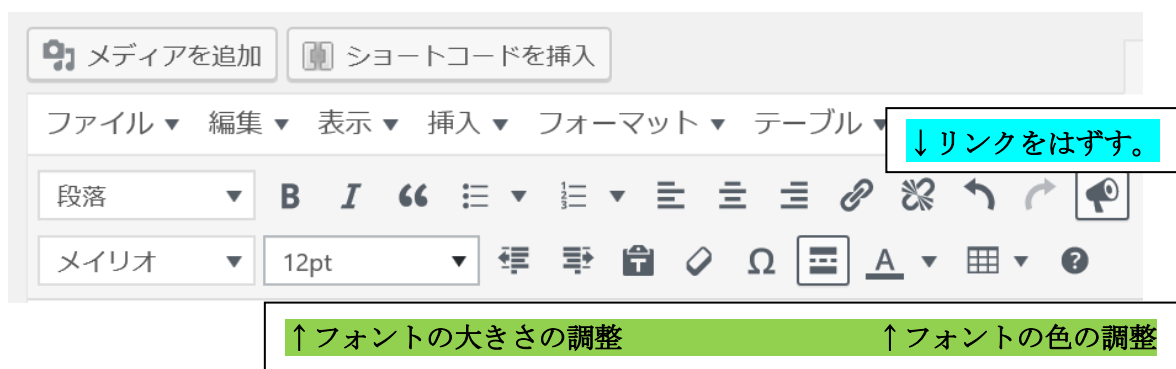 メディアを追加 ショートコードを挿入
ファイル ▼ 編集 ▼ 表示 ▼ 挿入 ▼ フォーマット ▼ テーブル ▼
↓リンクをはずす。
段落 ▼ B I
メイリオ ▼ 12pt ▼ Ω A ▼ ▼ ?
↑フォントの大きさの調整 ↑フォントの色の調整